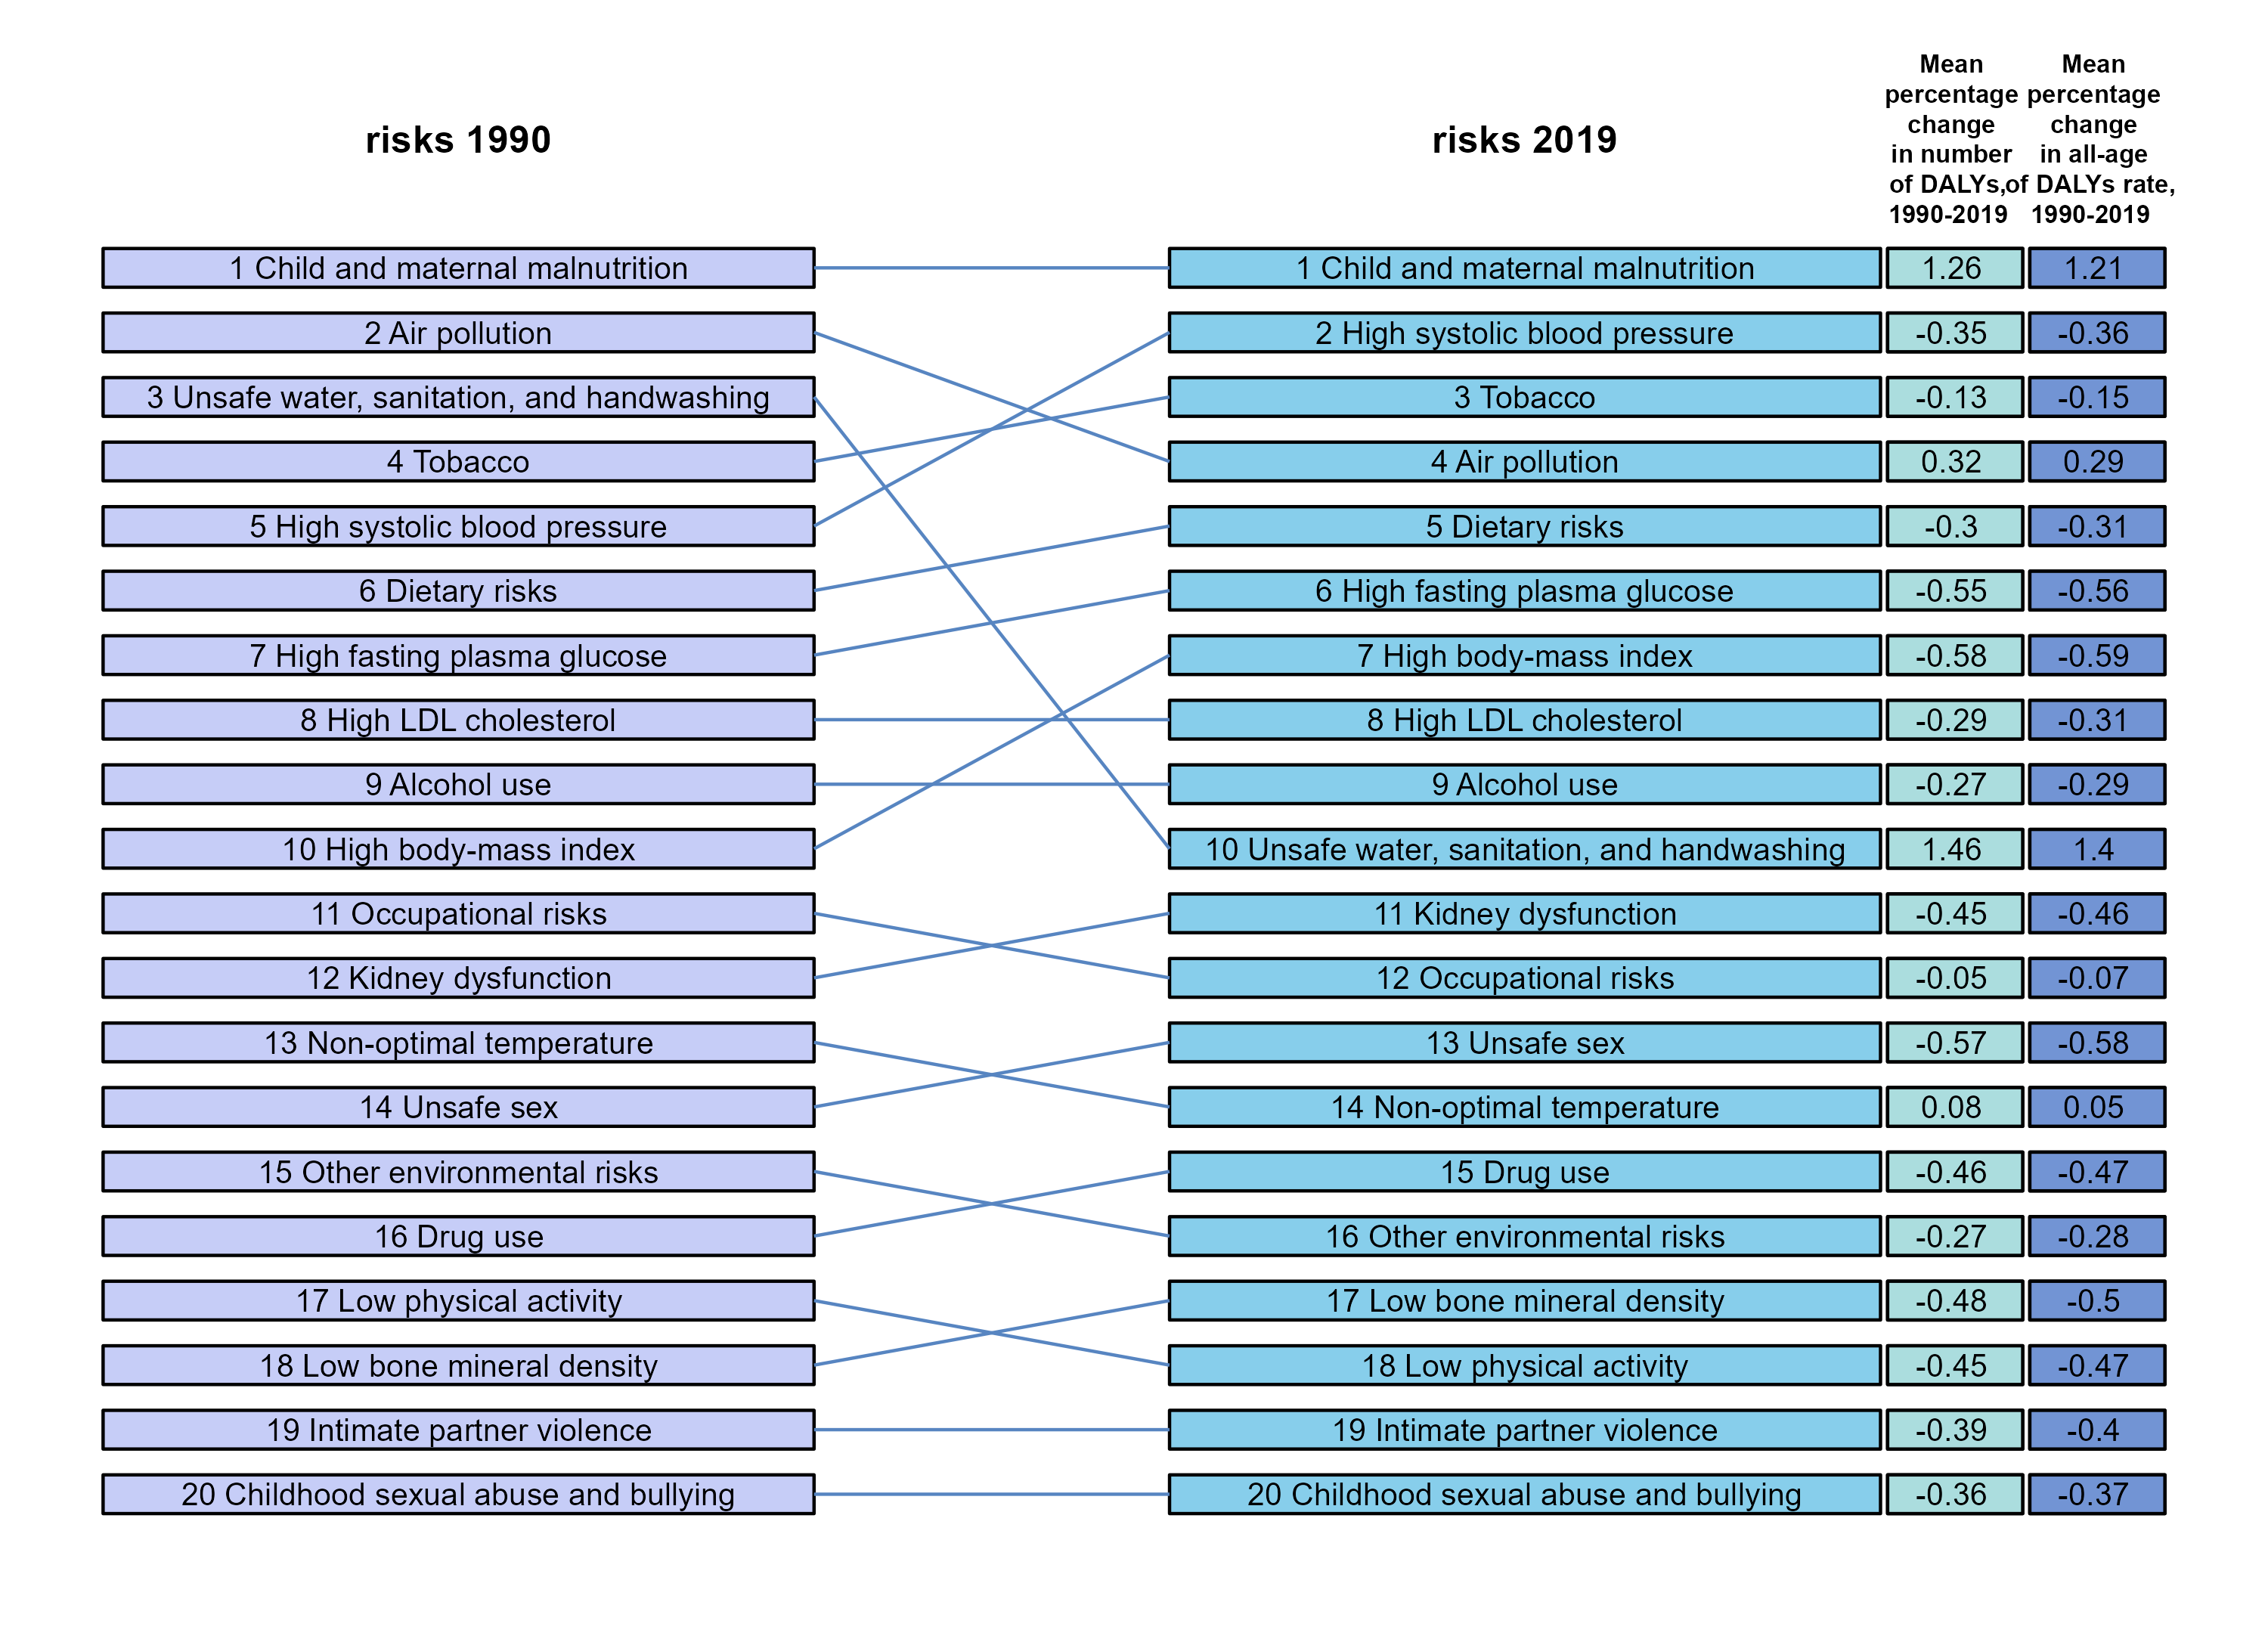 risks 1990
risks 2019
Mean
percentage
change
in number
of DALYs,
1990-2019
Mean
percentage
change
in all-age
of DALYs rate,
1990-2019
1 Child and maternal malnutrition
1 Child and maternal malnutrition
1.26
1.21
2 Air pollution
2 High systolic blood pressure
-0.35
-0.36
3 Unsafe water, sanitation, and handwashing
3 Tobacco
-0.13
-0.15
4 Tobacco
4 Air pollution
0.32
0.29
5 High systolic blood pressure
5 Dietary risks
-0.3
-0.31
6 Dietary risks
6 High fasting plasma glucose
-0.55
-0.56
7 High fasting plasma glucose
7 High body-mass index
-0.58
-0.59
8 High LDL cholesterol
8 High LDL cholesterol
-0.29
-0.31
9 Alcohol use
9 Alcohol use
-0.27
-0.29
10 High body-mass index
10 Unsafe water, sanitation, and handwashing
1.46
1.4
11 Occupational risks
11 Kidney dysfunction
-0.45
-0.46
12 Kidney dysfunction
12 Occupational risks
-0.05
-0.07
13 Non-optimal temperature
13 Unsafe sex
-0.57
-0.58
14 Unsafe sex
14 Non-optimal temperature
0.08
0.05
15 Other environmental risks
15 Drug use
-0.46
-0.47
16 Drug use
16 Other environmental risks
-0.27
-0.28
17 Low physical activity
17 Low bone mineral density
-0.48
-0.5
18 Low bone mineral density
18 Low physical activity
-0.45
-0.47
19 Intimate partner violence
19 Intimate partner violence
-0.39
-0.4
20 Childhood sexual abuse and bullying
20 Childhood sexual abuse and bullying
-0.36
-0.37